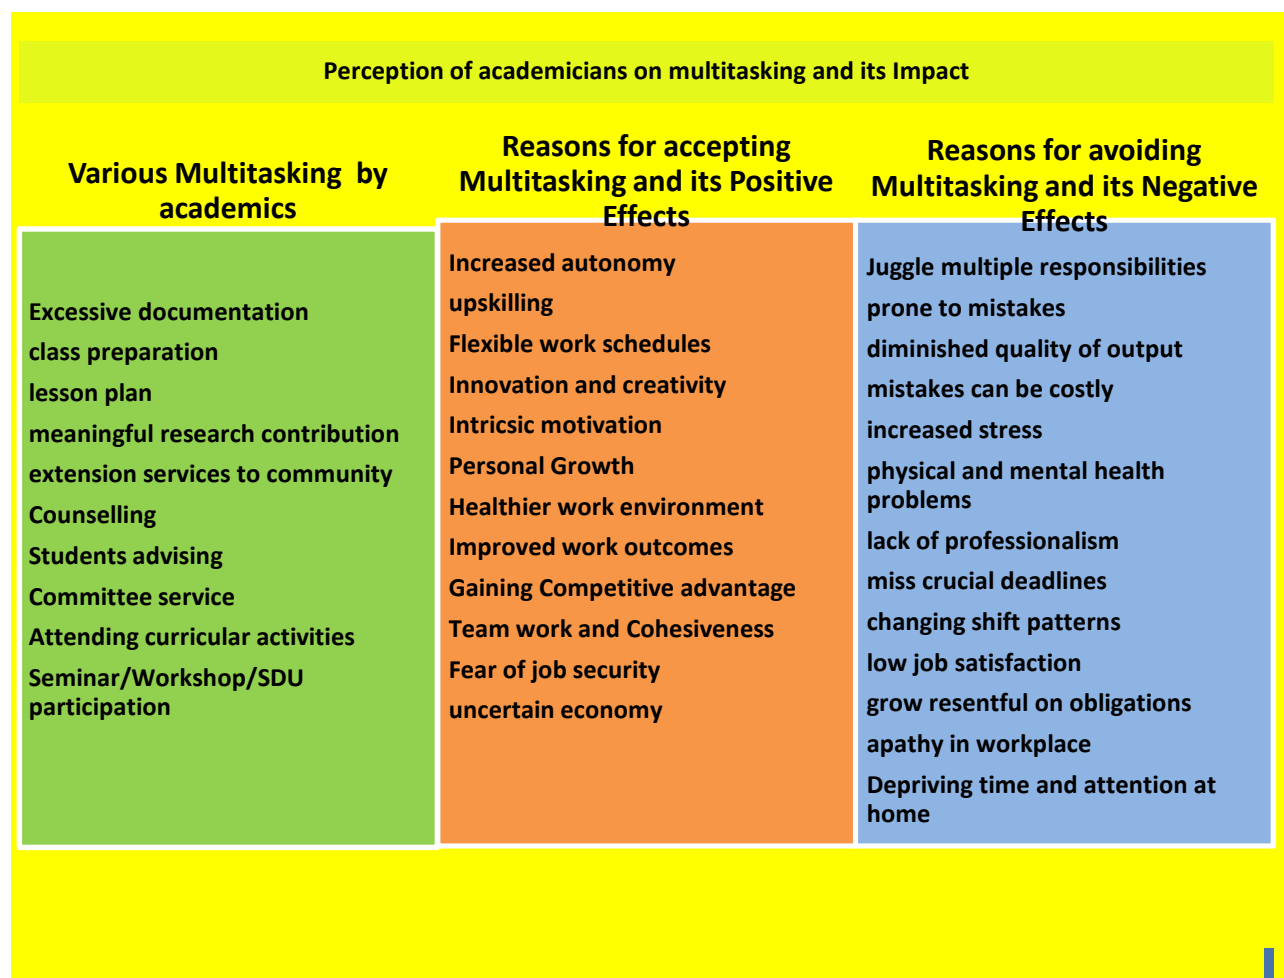 Perception of academicians on multitasking and its Impact
Various Multitasking by
academics
Excessive documentation
class preparation
lesson plan
meaningful research contribution
extension services to community
Counselling
Students advising
Committee service
Attending curricular activities
Seminar/Workshop/SDU
participation
Reasons for accepting
Multitasking and its Positive
Effects
Increased autonomy
upskilling
Flexible work schedules
Innovation and creativity
Intricsic motivation
Personal Growth
Healthier work environment
Improved work outcomes
Gaining Competitive advantage
Team work and Cohesiveness
Fear of job security
uncertain economy
Reasons for avoiding
Multitasking and its Negative
Effects
Juggle multiple responsibilities
prone to mistakes
diminished quality of output
mistakes can be costly
increased stress
physical and mental health
problems
lack of professionalism
miss crucial deadlines
changing shift patterns
low job satisfaction
grow resentful on obligations
apathy in workplace
Depriving time and attention at
home